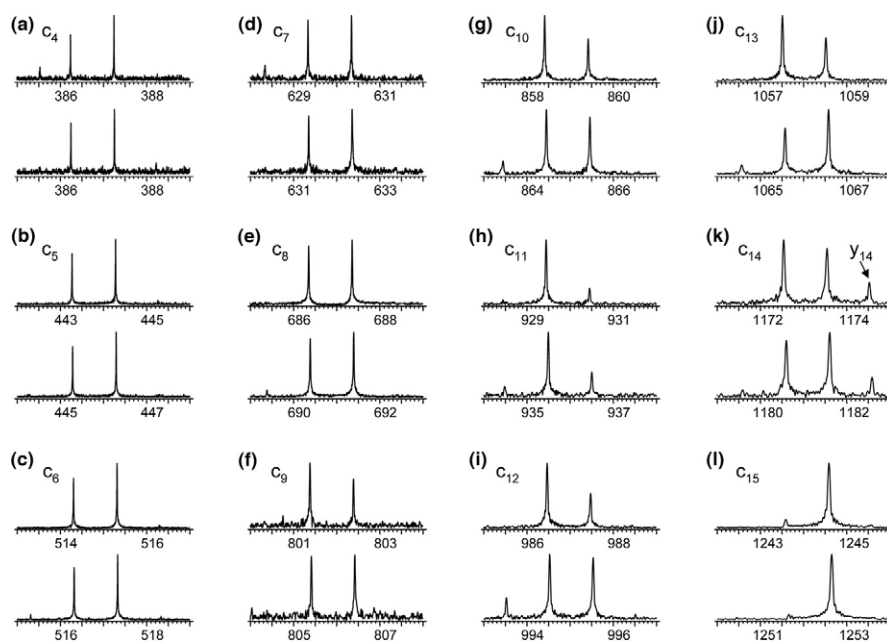 (a) c4
386 388
386 388
(b) c5
443 445
445 447
(c) c6
514 516
516 518
(d) c7
629 631
631 633
(e) c8
686 688
690 692
(f) c9
801 803
805 807
(g) c10
858 860
864 866
(h) c11
929 931
935 937
(i) c12
986 988
994 996
(j) c13
1057 1059
1065 1067
(k) c14 y14
1172 1174
1180 1182
(l) c15
1243 1245
1251 1253